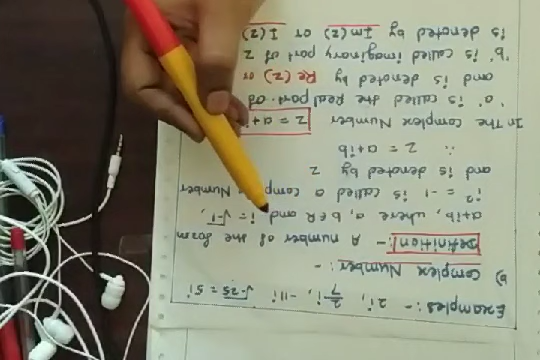 Examples :- 2i, 2/7 i, -11i, √-25 = 5i
b) Complex Number :-
Definition :- A number of the form
a+ib, where, a, b ∈ R and i = √-1,
i² = -1 is called a complex Number
and is denoted by z
∴ z = a+ib
In The complex Number z = a+i
'a' is called the Real part of
and is denoted by Re(z) or
'b' is called imaginary part of z
is denoted by Im(z) or I(z)